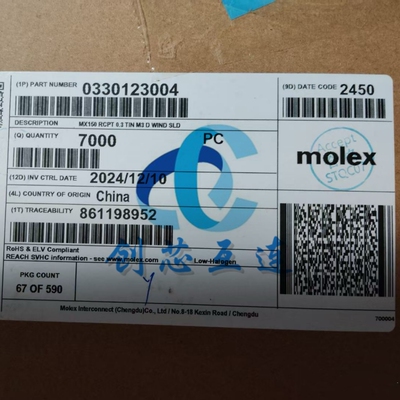 (1P) PART NUMBER 0330123004
(9D) DATE CODE 2450
DESCRIPTION MX150 RCPT 6.3 TIN M3 D WIND SLD
(Q) QUANTITY 7000 PC
molex
Accept
STQC07
(12D) INV CTRL DATE 2024/12/10
(4L) COUNTRY OF ORIGIN China
(1T) TRACEABILITY 861198952
RoHS & ELV Compliant
REACH SVHC information - see www.molex.com Low-Halogen
创芯互连
PKG COUNT
67 OF 590
Molex Interconnect (Chengdu)Co., Ltd / No.8-18 Kexin Road / Chengdu